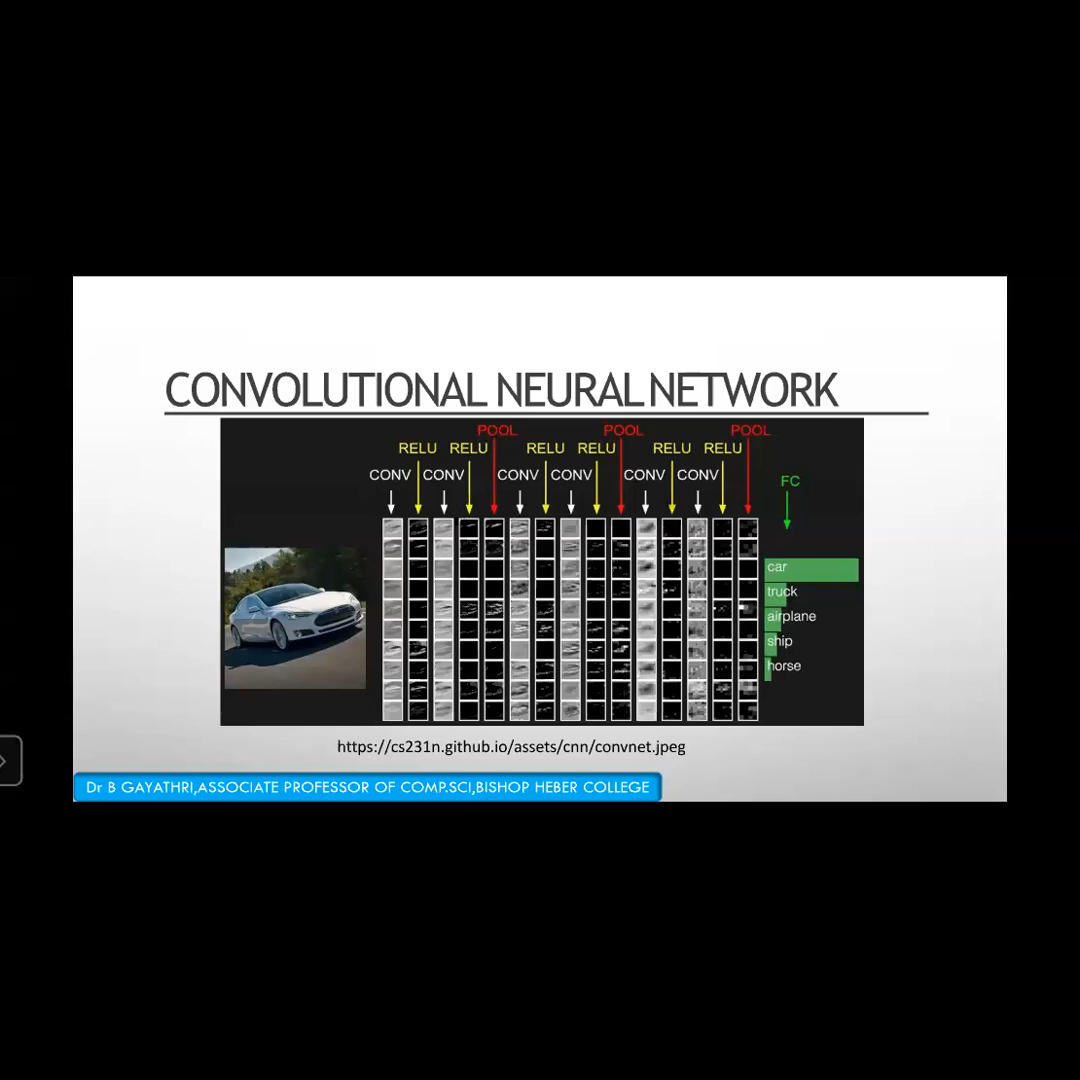 CONVOLUTIONAL NEURAL NETWORK
POOL POOL POOL
RELU RELU RELU RELU RELU RELU
CONV CONV CONV CONV CONV CONV
FC
car
truck
airplane
ship
horse
https://cs231n.github.io/assets/cnn/convnet.jpeg
Dr B GAYATHRI,ASSOCIATE PROFESSOR OF COMP.SCI,BISHOP HEBER COLLEGE